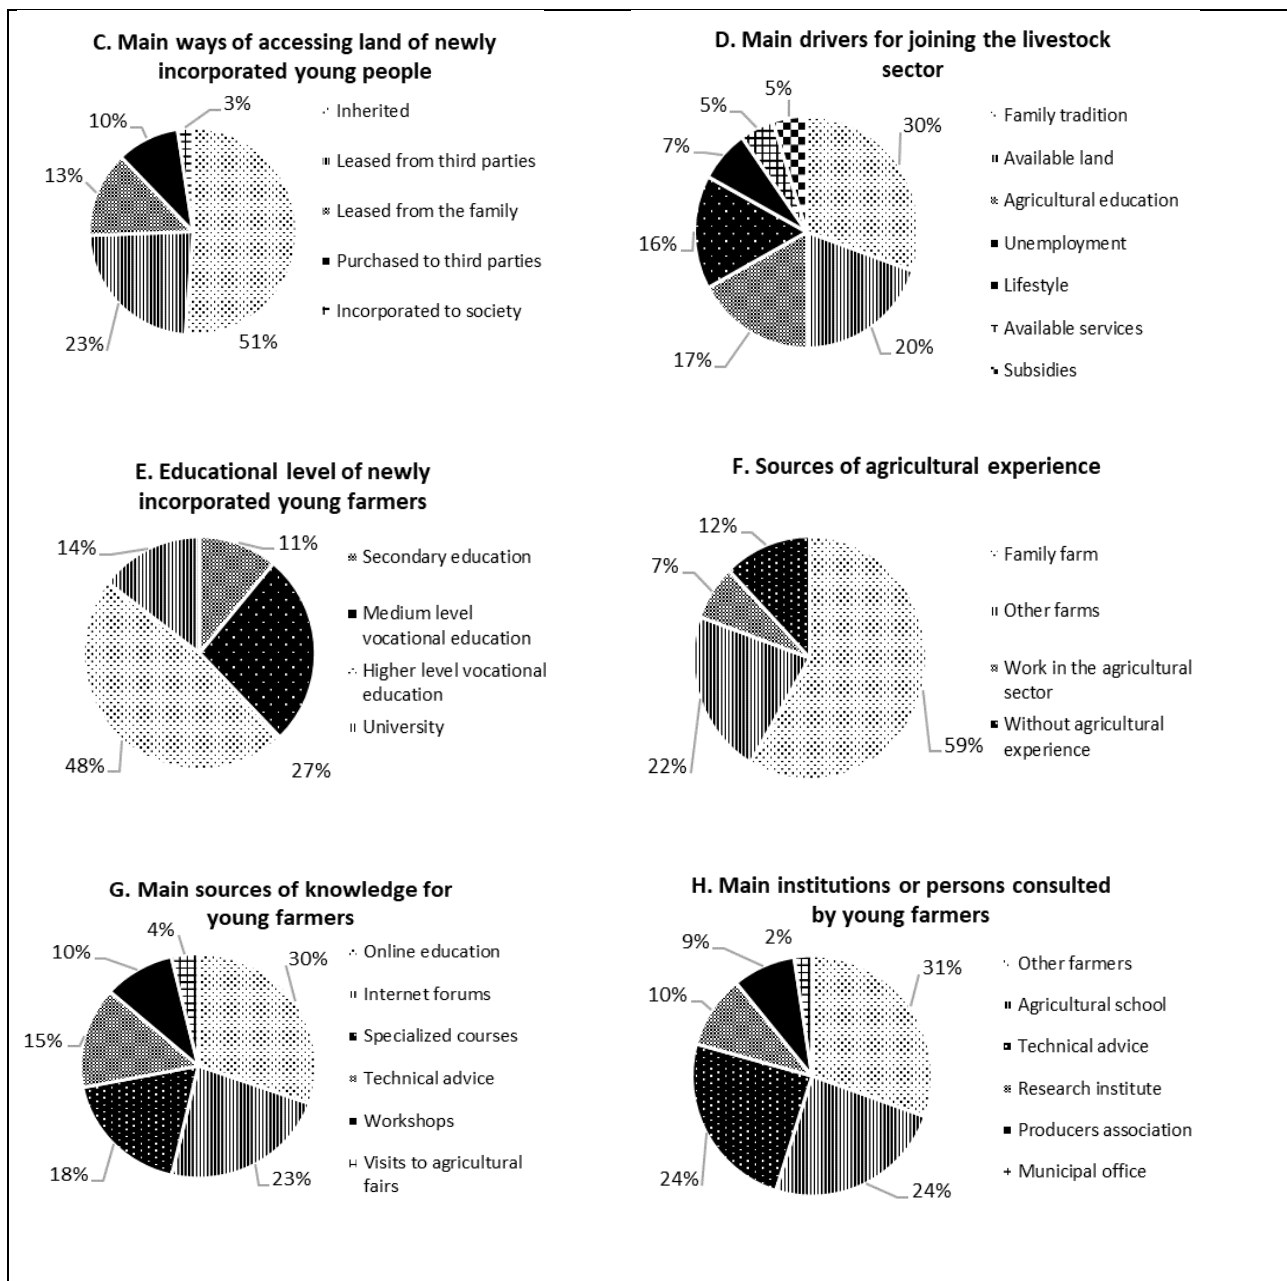 C. Main ways of accessing land of newly
incorporated young people
3%
10%
13%
23%
51%
Inherited
Leased from third parties
Leased from the family
Purchased to third parties
Incorporated to society
D. Main drivers for joining the livestock
sector
5%
5%
7%
16%
17%
20%
30%
Family tradition
Available land
Agricultural education
Unemployment
Lifestyle
Available services
Subsidies
E. Educational level of newly
incorporated young farmers
14%
11%
48%
27%
Secondary education
Medium level
vocational education
Higher level vocational
education
University
F. Sources of agricultural experience
12%
7%
22%
59%
Family farm
Other farms
Work in the agricultural
sector
Without agricultural
experience
G. Main sources of knowledge for
young farmers
4%
10%
30%
15%
18%
23%
Online education
Internet forums
Specialized courses
Technical advice
Workshops
Visits to agricultural
fairs
H. Main institutions or persons consulted
by young farmers
9%
2%
31%
10%
24%
24%
Other farmers
Agricultural school
Technical advice
Research institute
Producers association
Municipal office